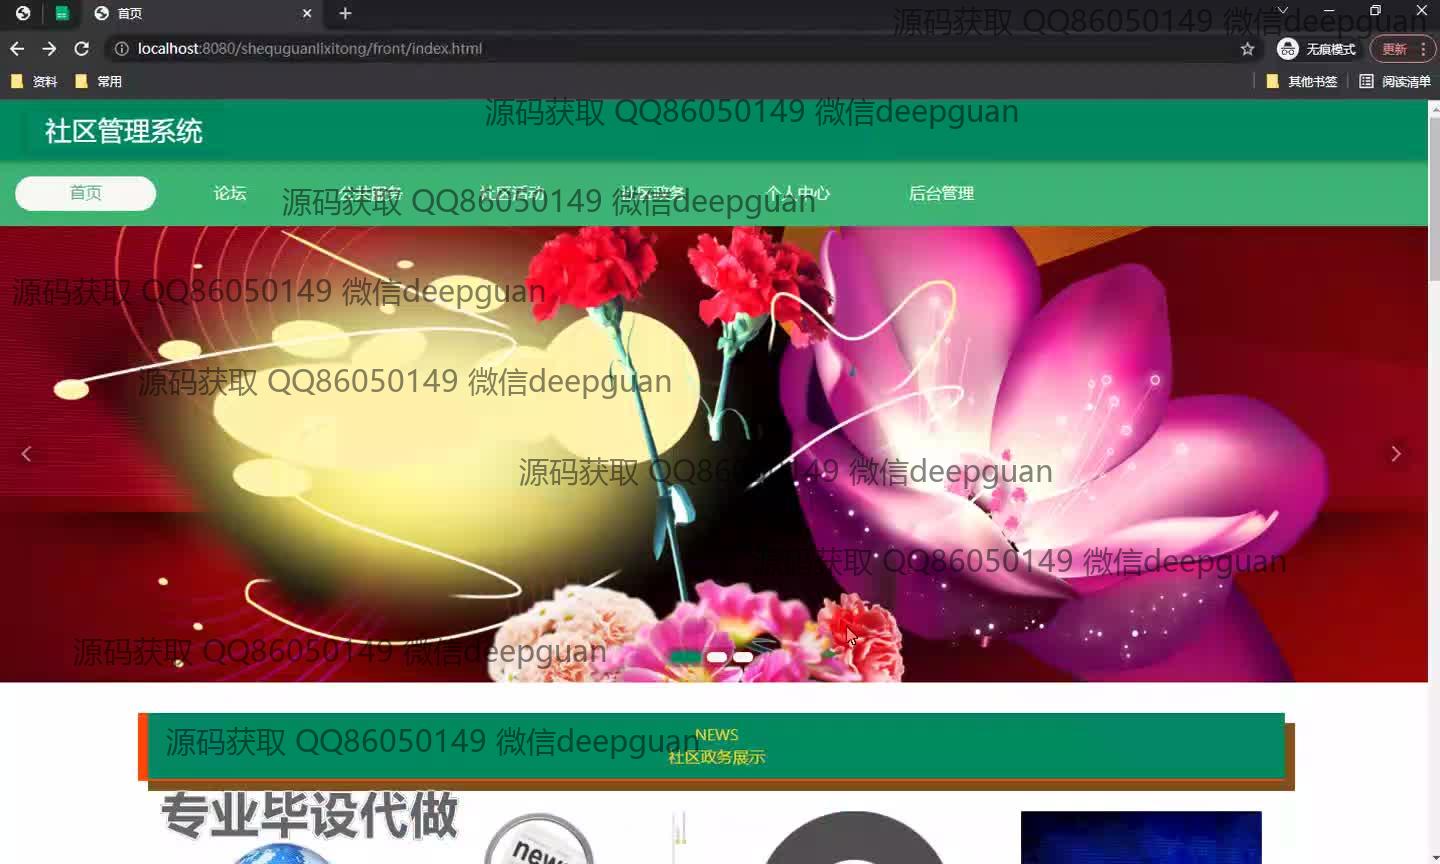 首页
源码获取 QQ86050149 微信deepguan
localhost:8080/shequguanlixitong/front/index.html
无痕模式
更新
资料
常用
其他书签
阅读清单
源码获取 QQ86050149 微信deepguan
社区管理系统
首页
论坛
公共服务
社区活动
社区政务
个人中心
后台管理
源码获取 QQ86050149 微信deepguan
源码获取 QQ86050149 微信deepguan
源码获取 QQ86050149 微信deepguan
源码获取 QQ86050149 微信deepguan
源码获取 QQ86050149 微信deepguan
源码获取 QQ86050149 微信deepguan
源码获取 QQ86050149 微信deepguan
NEWS
社区政务展示
专业毕设代做
news